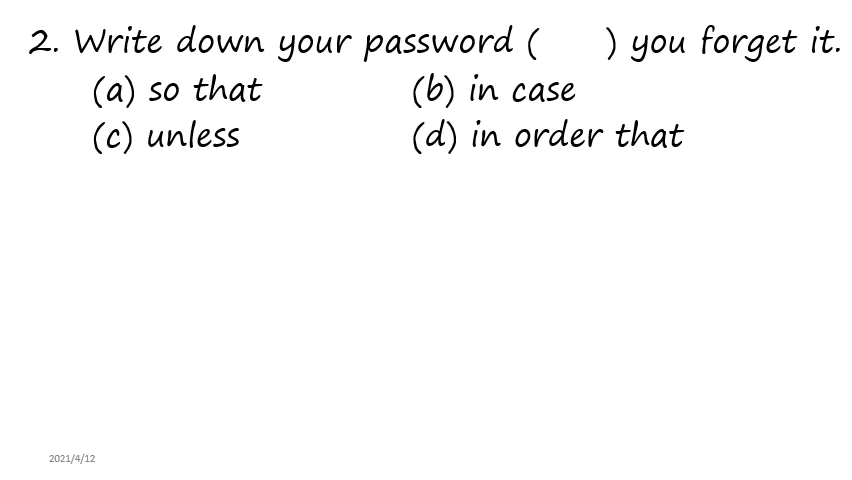 2. Write down your password (      ) you forget it.
(a) so that (b) in case
(c) unless (d) in order that
2021/4/12